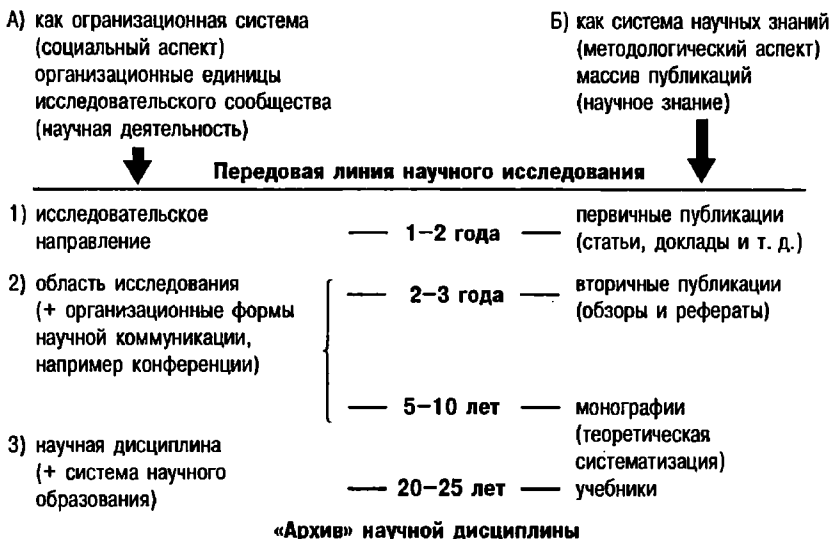 А) как огранизационная система
(социальный аспект)
организационные единицы
исследовательского сообщества
(научная деятельность)
Б) как система научных знаний
(методологический аспект)
массив публикаций
(научное знание)
Передовая линия научного исследования
1) исследовательское
направление
— 1–2 года —
первичные публикации
(статьи, доклады и т. д.)
2) область исследования
(+ организационные формы
научной коммуникации,
например конференции)
— 2–3 года —
вторичные публикации
(обзоры и рефераты)
— 5–10 лет —
монографии
(теоретическая
систематизация)
3) научная дисциплина
(+ система научного
образования)
— 20–25 лет —
учебники
«Архив» научной дисциплины